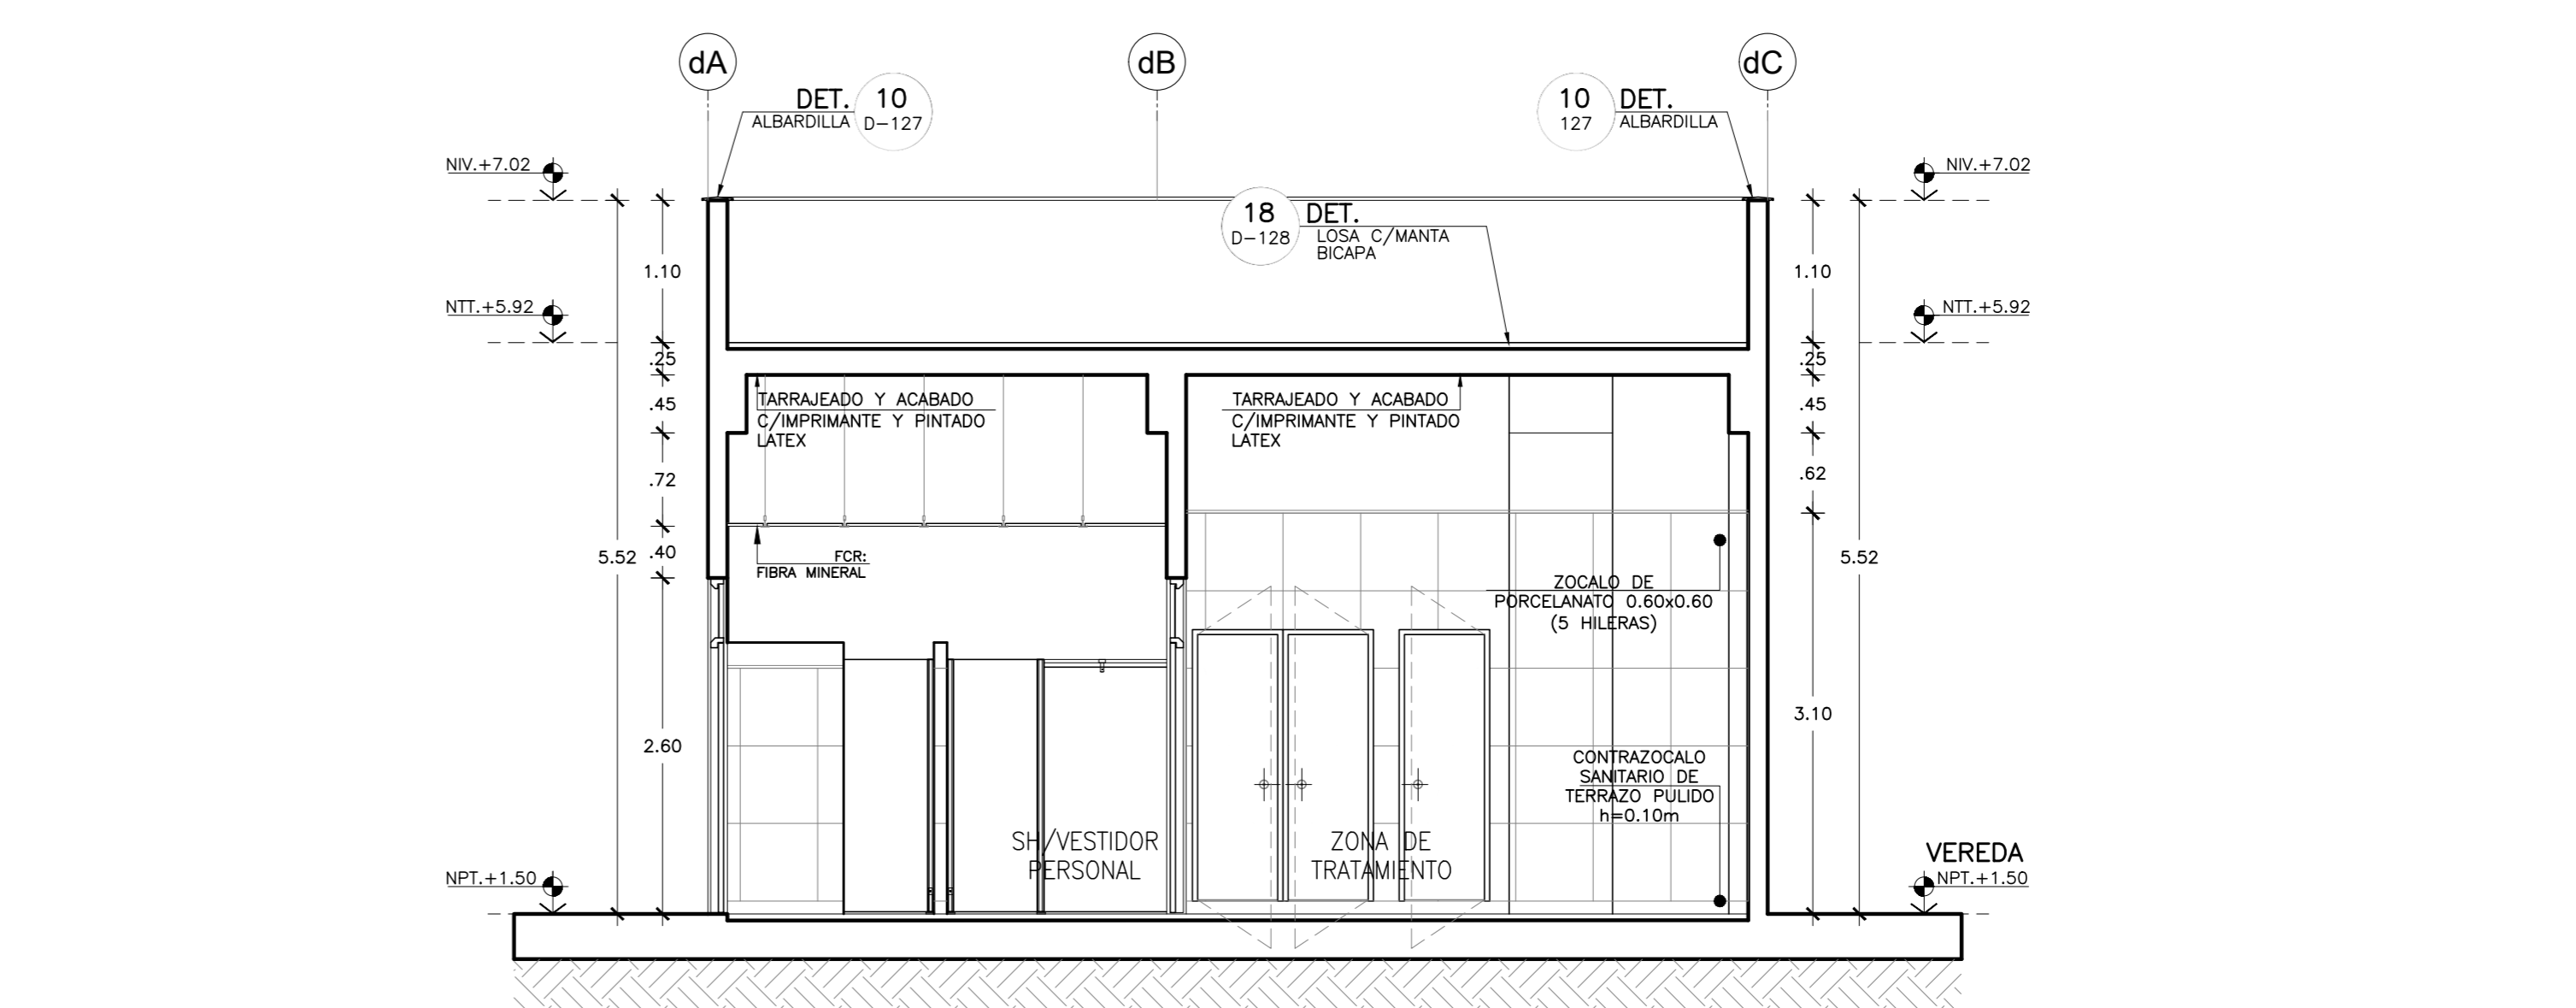 dA
dB
dC
DET.
10
ALBARDILLA
D-127
10
DET.
127
ALBARDILLA
NIV.+7.02
NIV.+7.02
18
DET.
D-128
LOSA C/MANTA
BICAPA
1.10
1.10
NTT.+5.92
NTT.+5.92
.25
.25
TARRAJEADO Y ACABADO
C/IMPRIMANTE Y PINTADO
LATEX
TARRAJEADO Y ACABADO
C/IMPRIMANTE Y PINTADO
LATEX
.45
.45
.72
.62
5.52
.40
FCR:
FIBRA MINERAL
5.52
ZOCALO DE
PORCELANATO 0.60x0.60
(5 HILERAS)
3.10
2.60
CONTRAZOCALO
SANITARIO DE
TERRAZO PULIDO
h=0.10m
SH/VESTIDOR
PERSONAL
ZONA DE
TRATAMIENTO
VEREDA
NPT.+1.50
NPT.+1.50